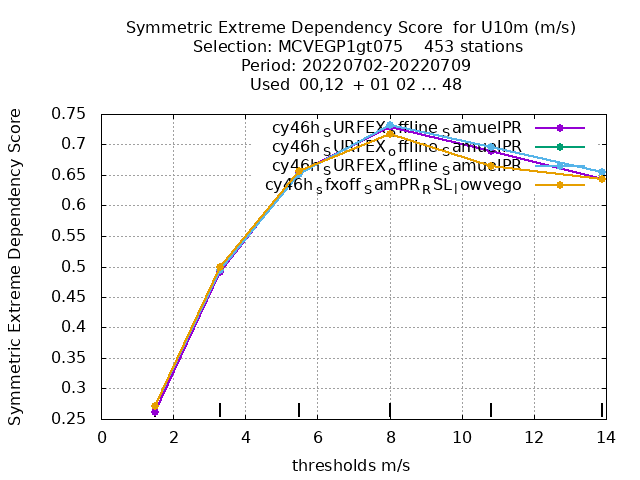 Symmetric Extreme Dependency Score  for U10m (m/s)
Selection: MCVEGP1gt075    453 stations
Period: 20220702-20220709
Used  00,12  + 01 02 ... 48
Symmetric Extreme Dependency Score
0.75
0.7
0.65
0.6
0.55
0.5
0.45
0.4
0.35
0.3
0.25
cy46h_SURFEX_offline_SamuelPR
cy46h_SURFEX_offline_SamuelPR
cy46h_SURFEX_offline_SamuelPR
cy46h_sfxoff_SamPR_RSL_lowvego
0 2 4 6 8 10 12 14
thresholds m/s